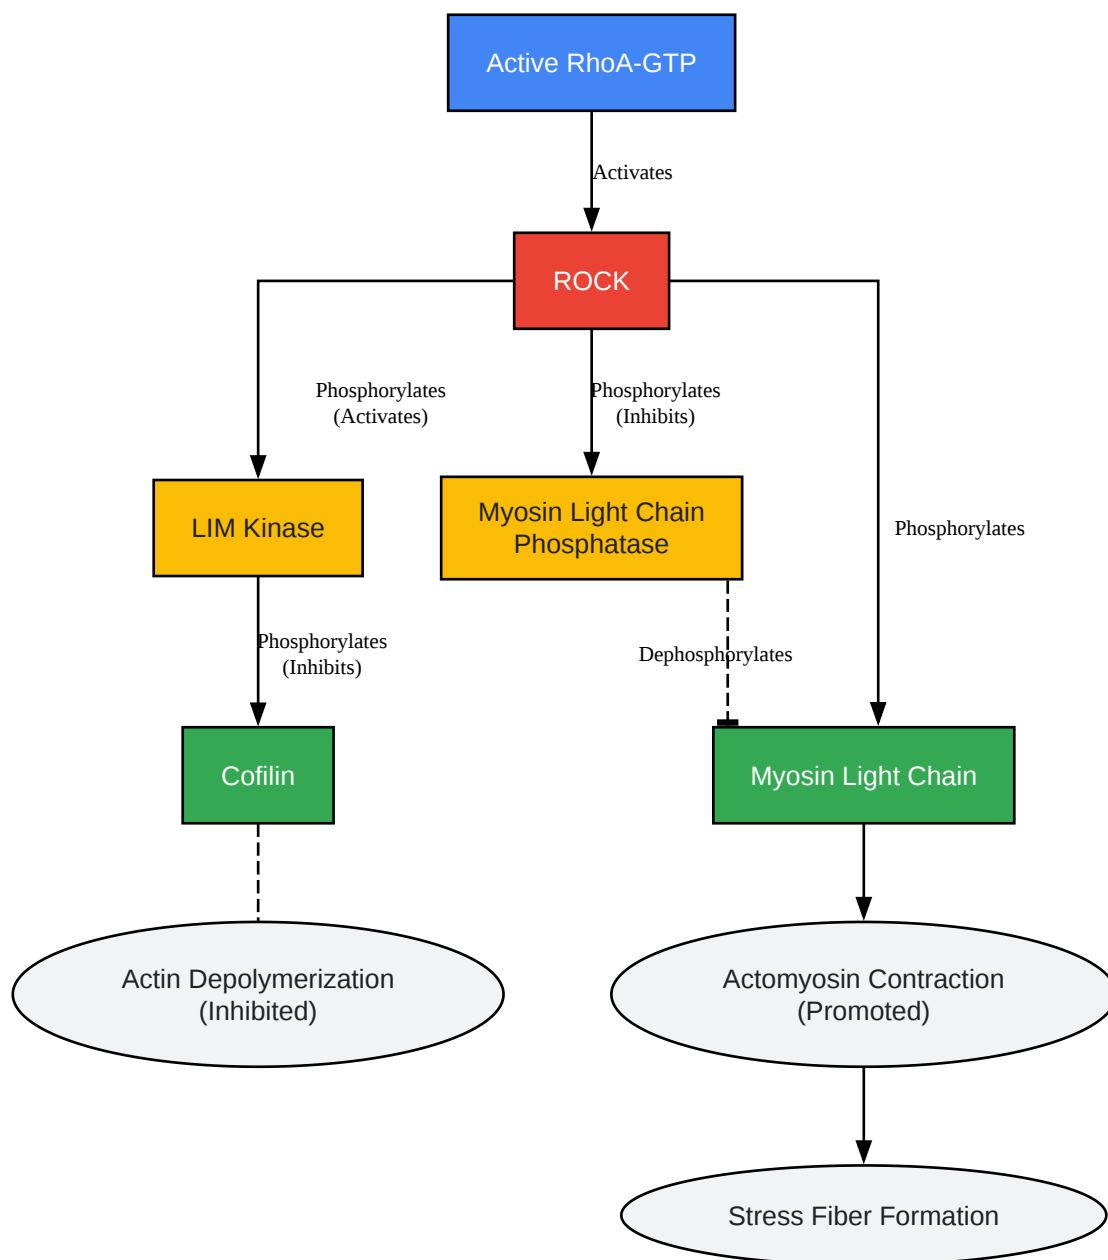 Active RhoA-GTP
Activates
ROCK
Phosphorylates
(Activates)
Phosphorylates
(Inhibits)
LIM Kinase
Myosin Light Chain
Phosphatase
Phosphorylates
Phosphorylates
(Inhibits)
Dephosphorylates
Cofilin
Myosin Light Chain
Actin Depolymerization
(Inhibited)
Actomyosin Contraction
(Promoted)
Stress Fiber Formation